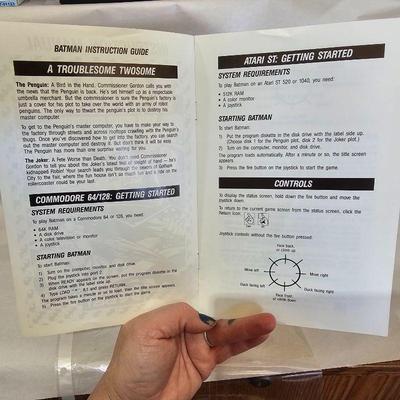 BATMAN INSTRUCTION GUIDE
A TROUBLESOME TWOSOME
The Penguin: A Bird in the Hand. Commissioner Gordon calls you with
the news that the Penguin is back. He's set himself up as a respectable
umbrella merchant. But the commissioner is sure the Penguin's factory is
just a cover for his plot to take over the world with an army of robot
penguins. The only way to thwart the penguin's plot is to destroy his
master computer.
To get to the Penguin's master computer, you have to make your way to
the factory through streets and across rooftops crawling with the Penguin's
thugs. Once you've discovered how to get into the factory, you can search
out the master computer and destroy it. But don't think it will be easy
The Penguin has more than one surprise waiting for you.
The Joker: A Fete Worse than Death. You don't need Commissioner
Gordon to tell you about the Joker's latest feat of sleight of hand — he's
kidnapped Robin! Your search leads you through the streets of Gotham
City to the Fair, where the fun house isn't so much fun and a ride on the
rollercoaster could be your last.
COMMODORE 64/128: GETTING STARTED
SYSTEM REQUIREMENTS
To play Batman on a Commodore 64 or 128, you need:
• 64K RAM
• A disk drive
• A color television or monitor
• A joystick
STARTING BATMAN
To start Batman:
1) Turn on the computer, monitor, and disk drive.
2) Plug the joystick into port 2.
3) When READY appears on the screen, put the program diskette in the
disk drive with the label side up.
4) Type LOAD "*",8,1 and press RETURN.
The program takes a minute or so to load, then the title screen appears.
5) Press the fire button on the joystick to start the game.
ATARI ST: GETTING STARTED
SYSTEM REQUIREMENTS
To play Batman on an Atari ST 520 or 1040, you need:
• 512K RAM
• A color monitor
• A joystick
STARTING BATMAN
To start Batman:
1) Put the program diskette in the disk drive with the label side up.
(Choose disk 1 for the Penguin plot, disk 2 for the Joker plot.)
2) Turn on the computer, monitor, and disk drive.
The program loads automatically. After a minute or so, the title screen
appears.
3) Press the fire button on the joystick to start the game.
CONTROLS
To display the status screen, hold down the fire button and move the
joystick down.
To return to the current game screen from the status screen, click the
Return Icon:
Joystick controls without the fire button pressed:
Face back,
or climb up
Move left
Move right
Duck facing left
Duck facing right
Face front,
or climb down